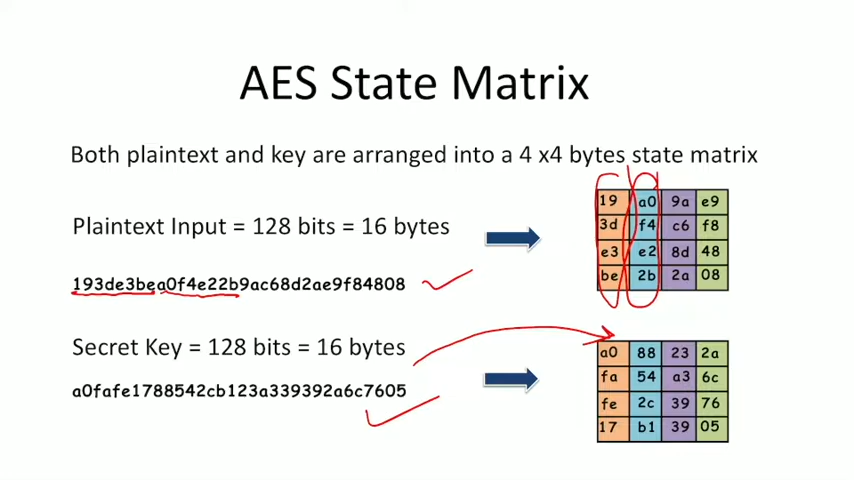 AES State Matrix
Both plaintext and key are arranged into a 4 x4 bytes state matrix
Plaintext Input = 128 bits = 16 bytes
193de3bea0f4e22b9ac68d2ae9f84808
19 a0 9a e9
3d f4 c6 f8
e3 e2 8d 48
be 2b 2a 08
Secret Key = 128 bits = 16 bytes
a0fafe1788542cb123a339392a6c7605
a0 88 23 2a
fa 54 a3 6c
fe 2c 39 76
17 b1 39 05